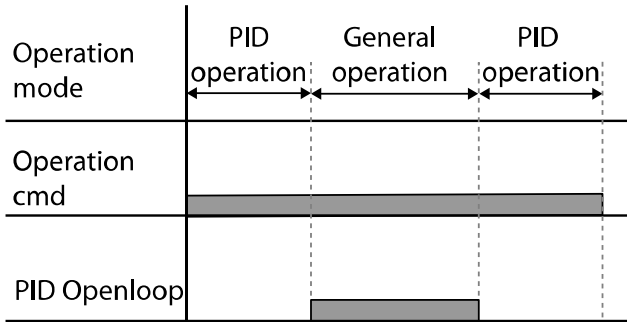 Operation
mode
PID
operation
General
operation
PID
operation
Operation
cmd
PID Openloop